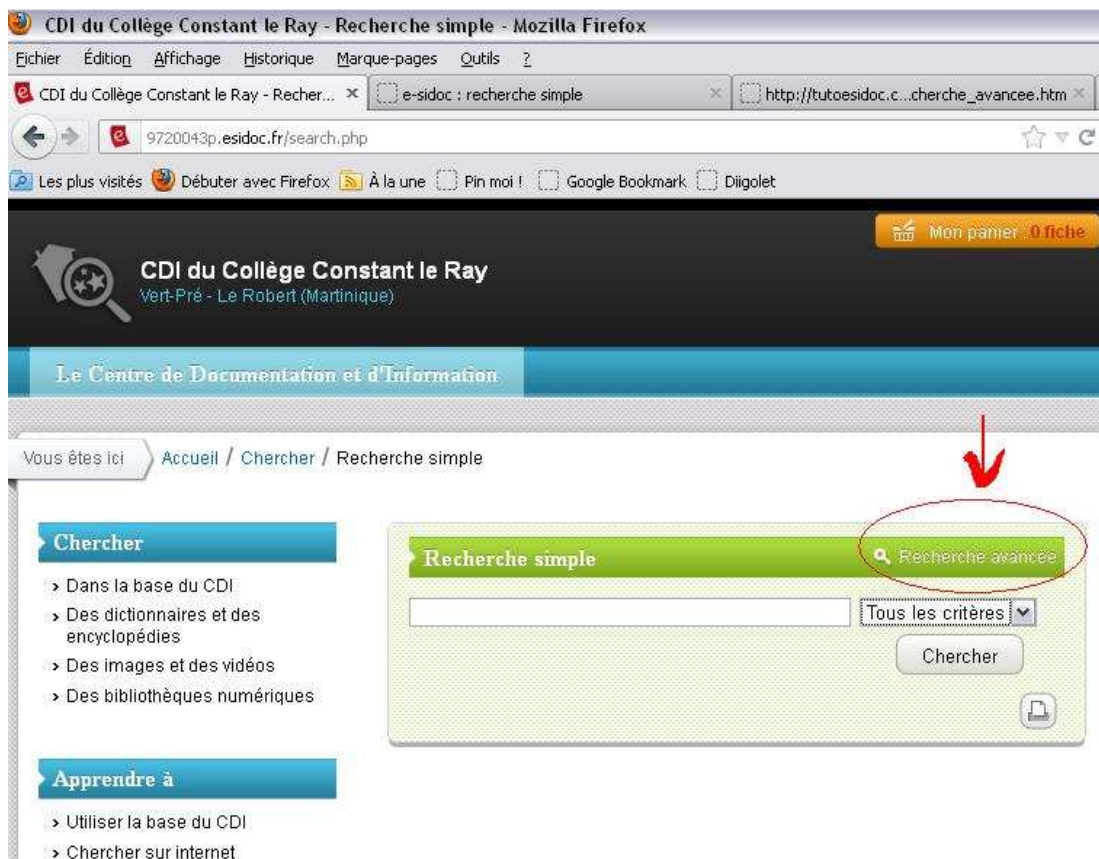 CDI du Collège Constant le Ray - Recherche simple - Mozilla Firefox
Fichier Édition Affichage Historique Marque-pages Outils ?
CDI du Collège Constant le Ray - Recher... × e-sidoc : recherche simple × http://tutoesidoc.c...cherche_avancee.htm ×
9720043p.esidoc.fr/search.php
Les plus visités Débuter avec Firefox À la une Pin moi ! Google Bookmark Diigolet
Mon panier : 0 fiche
CDI du Collège Constant le Ray
Vert-Pré - Le Robert (Martinique)
Le Centre de Documentation et d'Information
Vous êtes ici Accueil / Chercher / Recherche simple
Chercher
› Dans la base du CDI
› Des dictionnaires et des
encyclopédies
› Des images et des vidéos
› Des bibliothèques numériques
Recherche simple Recherche avancée
Tous les critères
Chercher
Apprendre à
› Utiliser la base du CDI
› Chercher sur internet